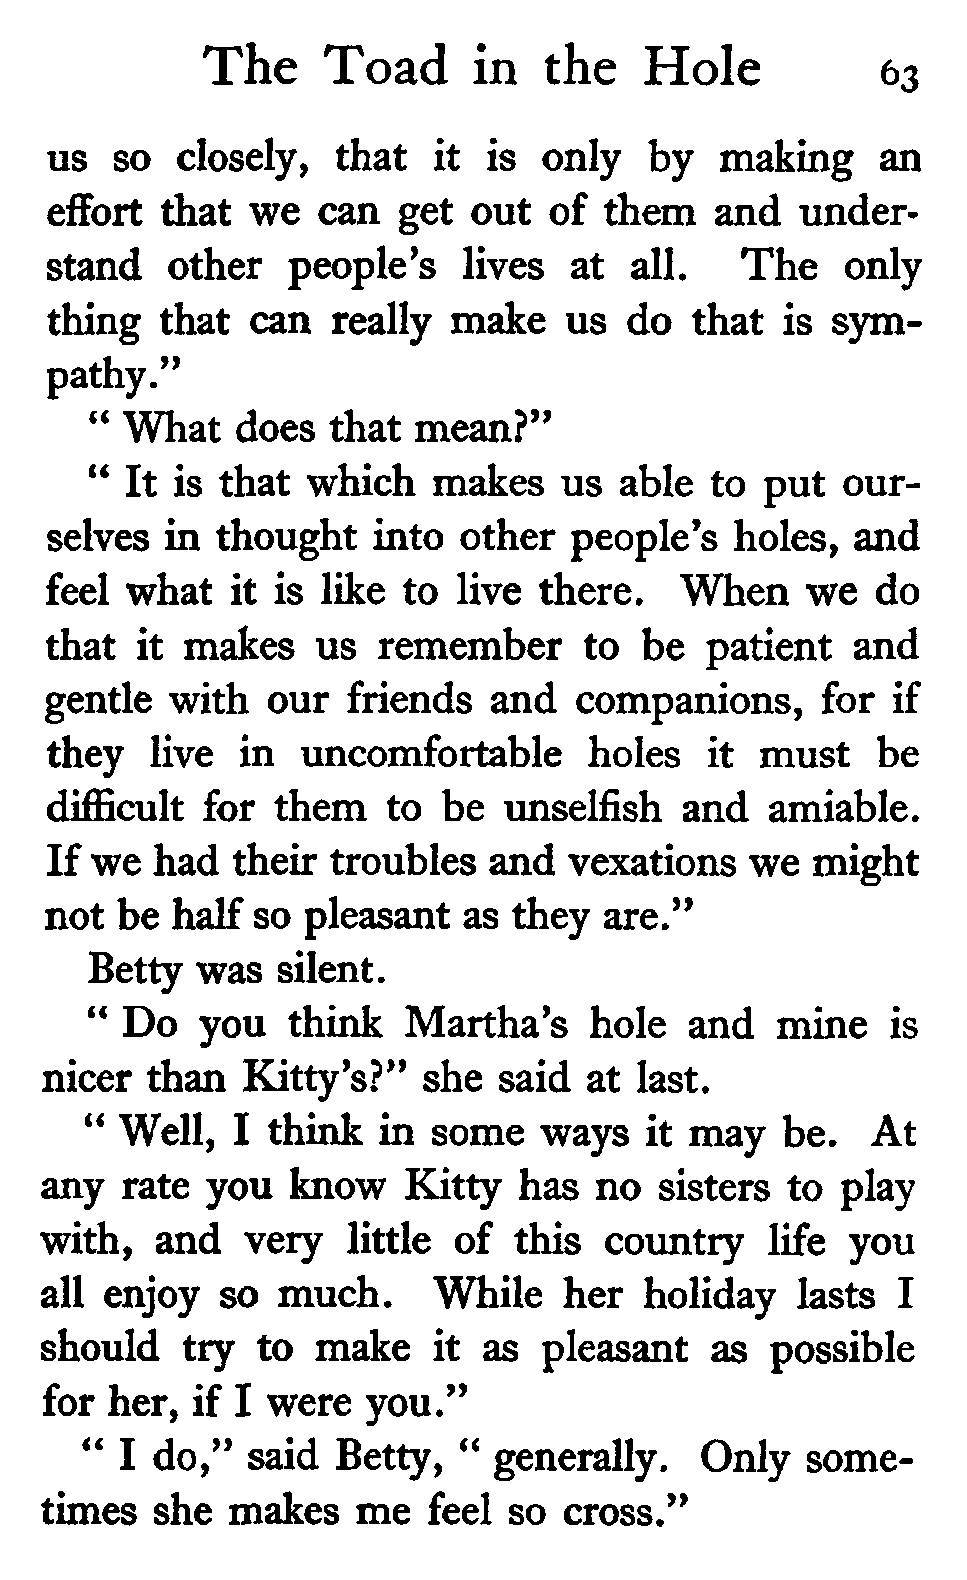 The Toad in the Hole 63
us so closely, that it is only by making an
effort that we can get out of them and under-
stand other people's lives at all. The only
thing that can really make us do that is sym-
pathy."
" What does that mean?"
" It is that which makes us able to put our-
selves in thought into other people's holes, and
feel what it is like to live there. When we do
that it makes us remember to be patient and
gentle with our friends and companions, for if
they live in uncomfortable holes it must be
difficult for them to be unselfish and amiable.
If we had their troubles and vexations we might
not be half so pleasant as they are."
Betty was silent.
" Do you think Martha's hole and mine is
nicer than Kitty's?" she said at last.
" Well, I think in some ways it may be. At
any rate you know Kitty has no sisters to play
with, and very little of this country life you
all enjoy so much. While her holiday lasts I
should try to make it as pleasant as possible
for her, if I were you."
" I do," said Betty, " generally. Only some-
times she makes me feel so cross."